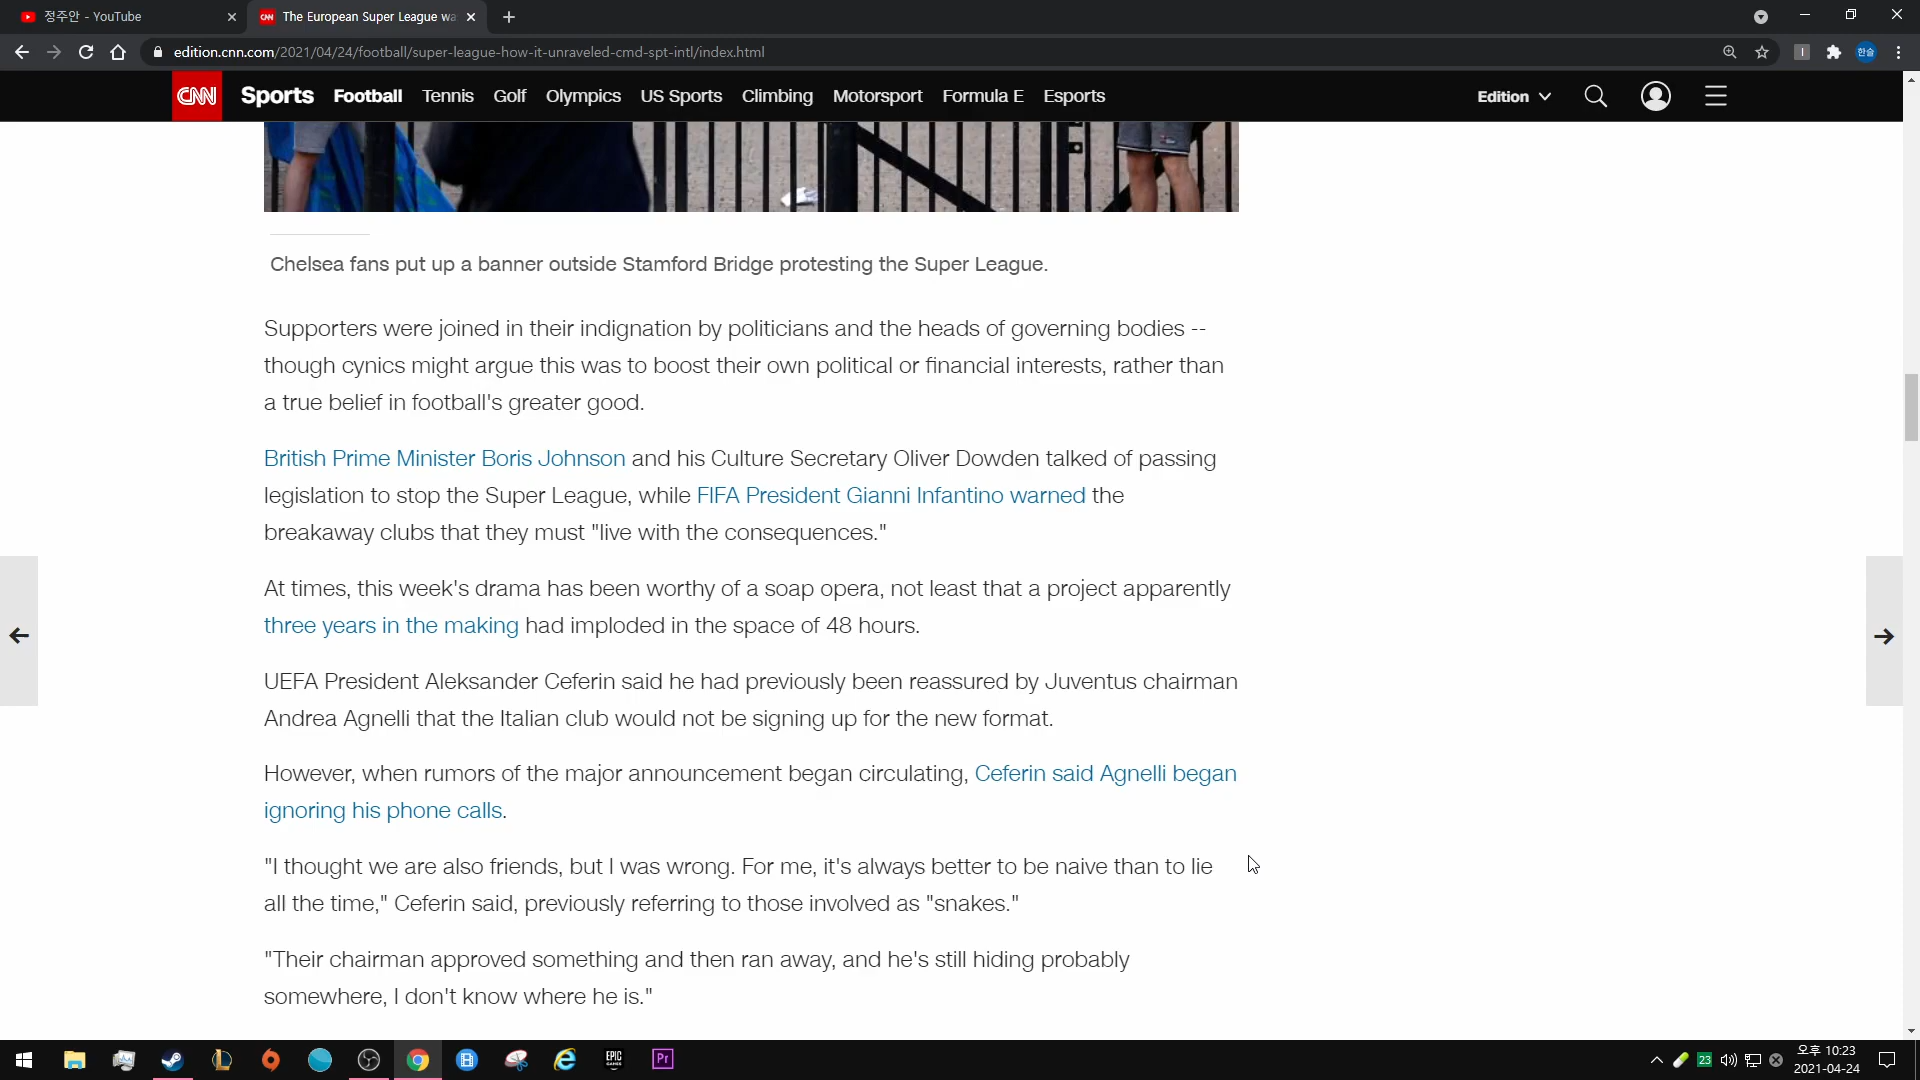 정주안 - YouTube
CNN The European Super League wa
edition.cnn.com/2021/04/24/football/super-league-how-it-unraveled-cmd-spt-intl/index.html
한슬
CNN Sports Football Tennis Golf Olympics US Sports Climbing Motorsport Formula E Esports Edition
Chelsea fans put up a banner outside Stamford Bridge protesting the Super League.
Supporters were joined in their indignation by politicians and the heads of governing bodies --
though cynics might argue this was to boost their own political or financial interests, rather than
a true belief in football's greater good.
British Prime Minister Boris Johnson and his Culture Secretary Oliver Dowden talked of passing
legislation to stop the Super League, while FIFA President Gianni Infantino warned the
breakaway clubs that they must "live with the consequences."
At times, this week's drama has been worthy of a soap opera, not least that a project apparently
three years in the making had imploded in the space of 48 hours.
UEFA President Aleksander Ceferin said he had previously been reassured by Juventus chairman
Andrea Agnelli that the Italian club would not be signing up for the new format.
However, when rumors of the major announcement began circulating, Ceferin said Agnelli began
ignoring his phone calls.
"I thought we are also friends, but I was wrong. For me, it's always better to be naive than to lie
all the time," Ceferin said, previously referring to those involved as "snakes."
"Their chairman approved something and then ran away, and he's still hiding probably
somewhere, I don't know where he is."
EPIC GAMES
Pr
23
오후 10:23
2021-04-24